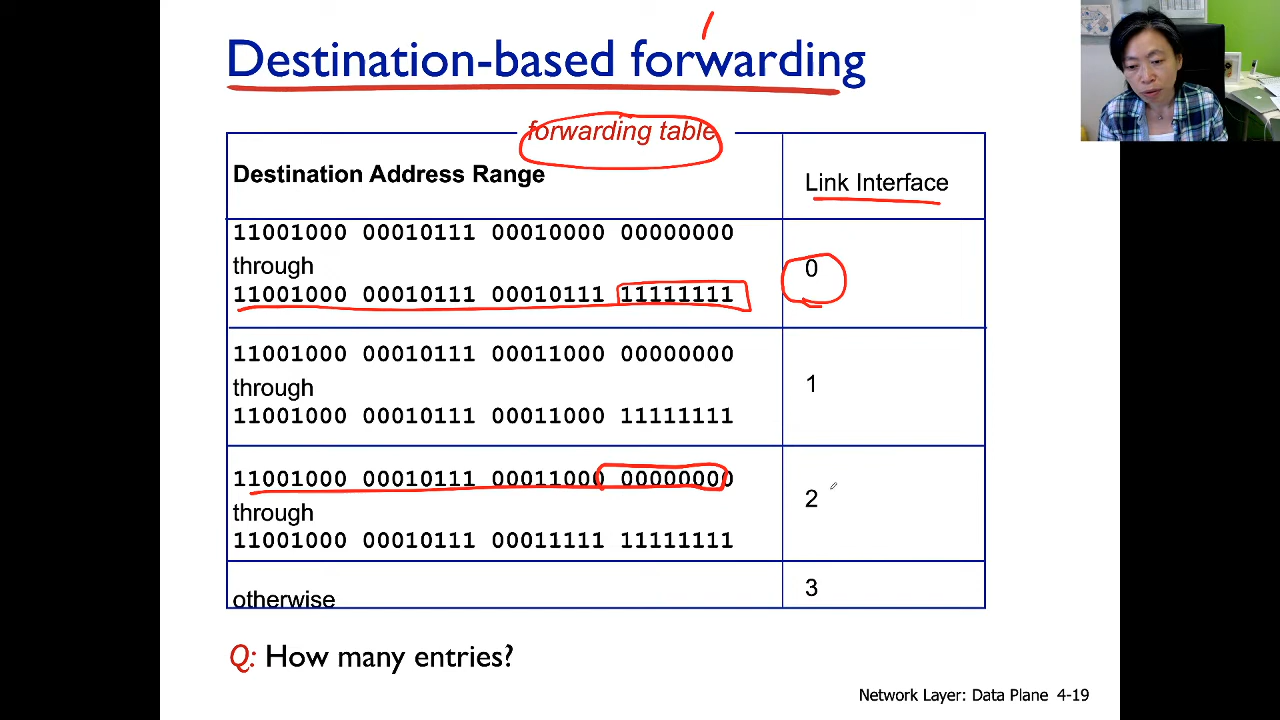 Destination-based forwarding
forwarding table
Destination Address Range
Link Interface
11001000 00010111 00010000 00000000
through
11001000 00010111 00010111 11111111
0
11001000 00010111 00011000 00000000
through
11001000 00010111 00011000 11111111
1
11001000 00010111 00011000 00000000
through
11001000 00010111 00011111 11111111
2
otherwise
3
Q: How many entries?
Network Layer: Data Plane 4-19